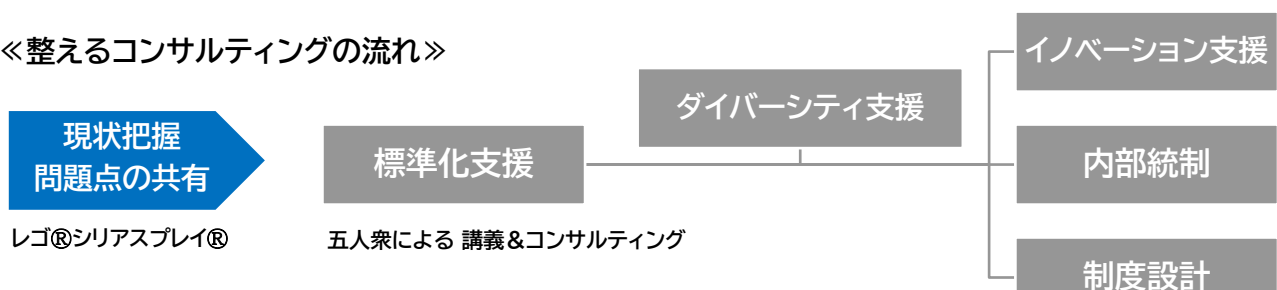 ≪整えるコンサルティングの流れ≫
イノベーション支援
ダイバーシティ支援
現状把握
問題点の共有
標準化支援
内部統制
レゴ®シリアスプレイ®
五人衆による 講義&コンサルティング
制度設計